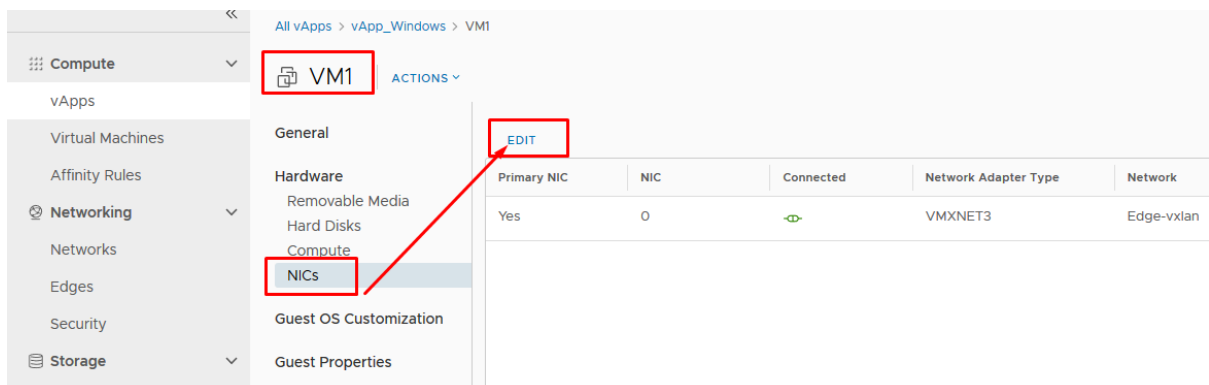 All vApps > vApp_Windows > VM1
Compute
vApps
Virtual Machines
Affinity Rules
Networking
Networks
Edges
Security
Storage
VM1 ACTIONS
General
Hardware
Removable Media
Hard Disks
Compute
NICs
Guest OS Customization
Guest Properties
EDIT
Primary NIC NIC Connected Network Adapter Type Network
Yes 0 VMXNET3 Edge-vxlan